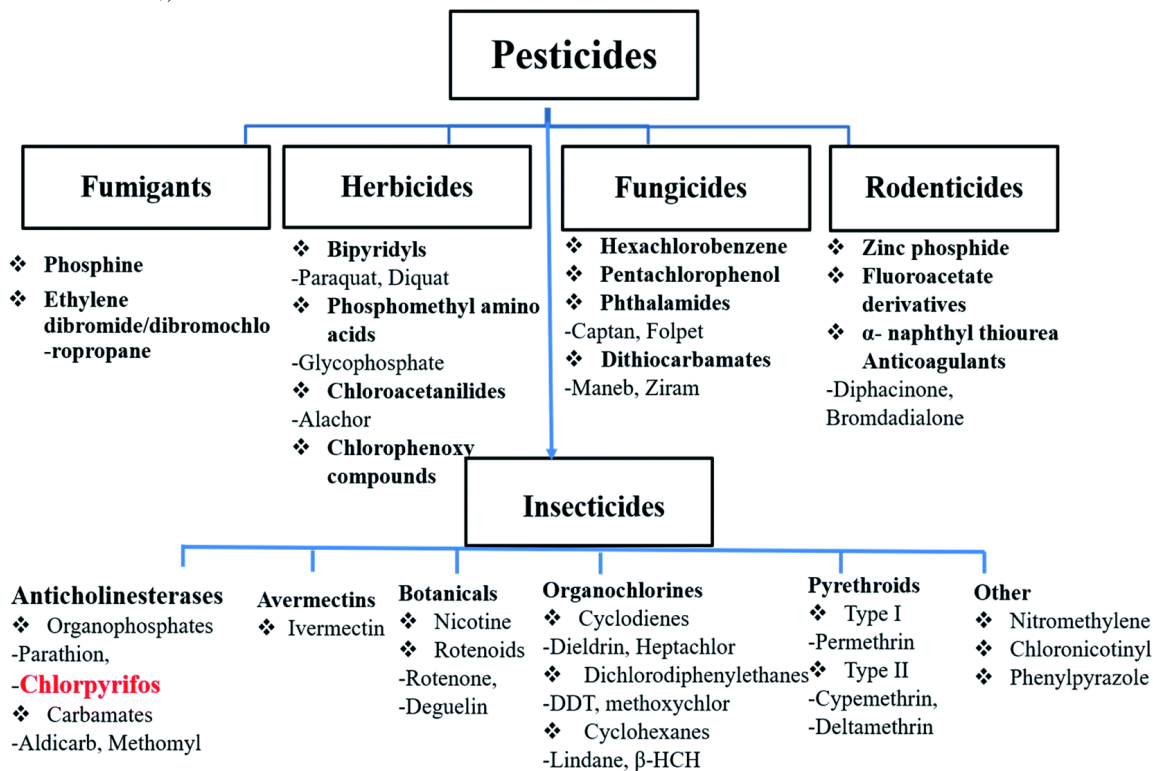 Pesticides
Fumigants
❖ Phosphine
❖ Ethylene
dibromide/dibromochlo
-ropropane
Herbicides
❖ Bipyridyls
-Paraquat, Diquat
❖ Phosphomethyl amino
acids
-Glycophosphate
❖ Chloroacetanilides
-Alachor
❖ Chlorophenoxy
compounds
Fungicides
❖ Hexachlorobenzene
❖ Pentachlorophenol
❖ Phthalamides
-Captan, Folpet
❖ Dithiocarbamates
-Maneb, Ziram
Rodenticides
❖ Zinc phosphide
❖ Fluoroacetate
derivatives
❖ α- naphthyl thiourea
Anticoagulants
-Diphacinone,
Bromdadialone
Insecticides
Anticholinesterases
❖ Organophosphates
-Parathion,
-Chlorpyrifos
❖ Carbamates
-Aldicarb, Methomyl
Avermectins
❖ Ivermectin
Botanicals
❖ Nicotine
❖ Rotenoids
-Rotenone,
-Deguelin
Organochlorines
❖ Cyclodienes
-Dieldrin, Heptachlor
❖ Dichlorodiphenylethanes
-DDT, methoxychlor
❖ Cyclohexanes
-Lindane, β-HCH
Pyrethroids
❖ Type I
-Permethrin
❖ Type II
-Cypemethrin,
-Deltamethrin
Other
❖ Nitromethylene
❖ Chloronicotinyl
❖ Phenylpyrazole